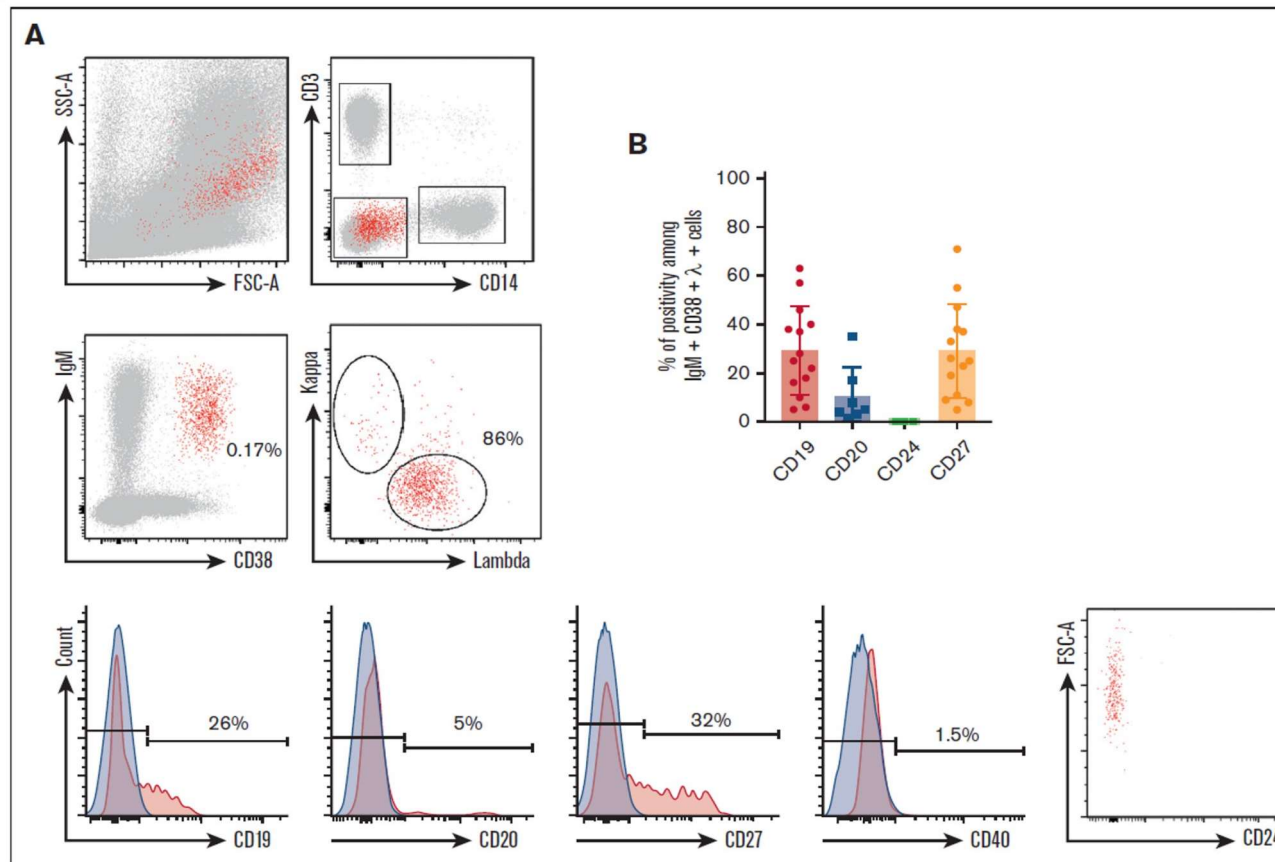 A
SSC-A
FSC-A
CD3
CD14
IgM
0.17%
CD38
Kappa
86%
Lambda
B
% of positivity among
IgM + CD38 + λ + cells
100
80
60
40
20
0
CD19
CD20
CD24
CD27
Count
26%
CD19
5%
CD20
32%
CD27
1.5%
CD40
FSC-A
CD24